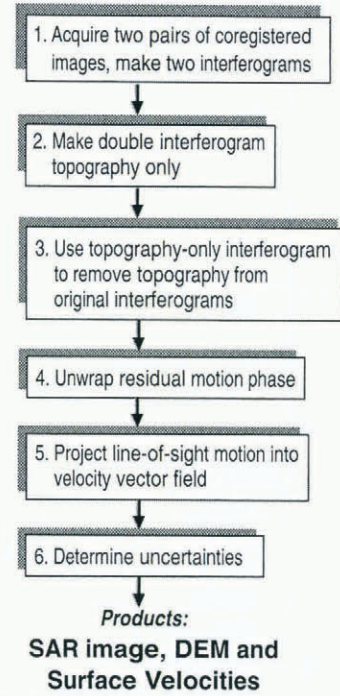 1. Acquire two pairs of coregistered
images, make two interferograms
2. Make double interferogram
topography only
3. Use topography-only interferogram
to remove topography from
original interferograms
4. Unwrap residual motion phase
5. Project line-of-sight motion into
velocity vector field
6. Determine uncertainties
Products:
SAR image, DEM and
Surface Velocities